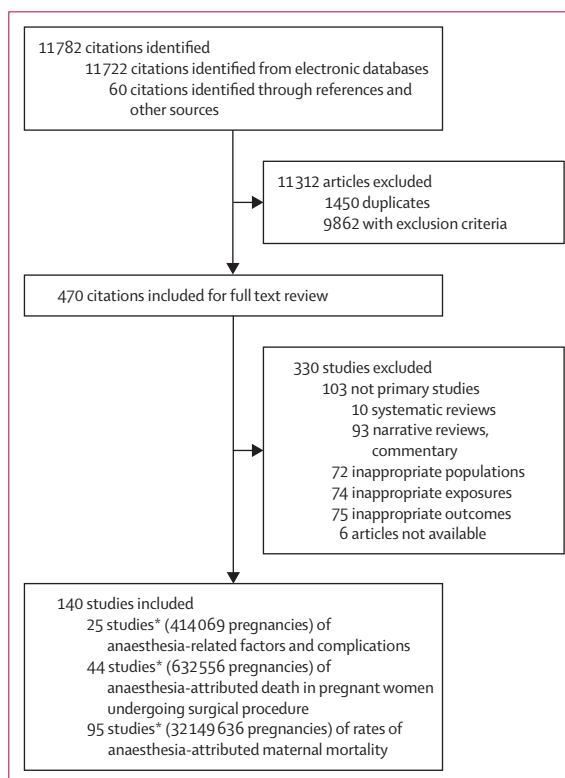 11782 citations identified
11722 citations identified from electronic databases
60 citations identified through references and
other sources
11312 articles excluded
1450 duplicates
9862 with exclusion criteria
470 citations included for full text review
330 studies excluded
103 not primary studies
10 systematic reviews
93 narrative reviews,
commentary
72 inappropriate populations
74 inappropriate exposures
75 inappropriate outcomes
6 articles not available
140 studies included
25 studies* (414069 pregnancies) of
anaesthesia-related factors and complications
44 studies* (632556 pregnancies) of
anaesthesia-attributed death in pregnant women
undergoing surgical procedure
95 studies* (32149636 pregnancies) of rates of
anaesthesia-attributed maternal mortality